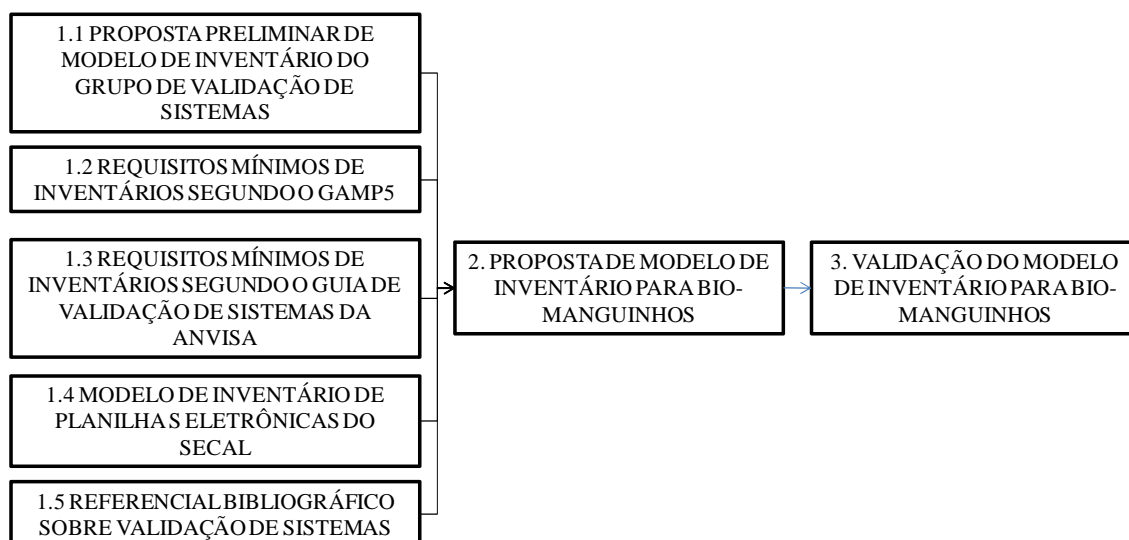 1.1 PROPOSTA PRELIMINAR DE
MODELO DE INVENTÁRIO DO
GRUPO DE VALIDAÇÃO DE
SISTEMAS
1.2 REQUISITOS MÍNIMOS DE
INVENTÁRIOS SEGUNDO O GAMP5
1.3 REQUISITOS MÍNIMOS DE
INVENTÁRIOS SEGUNDO O GUIA DE
VALIDAÇÃO DE SISTEMAS DA
ANVISA
1.4 MODELO DE INVENTÁRIO DE
PLANILHAS ELETRÔNICAS DO
SECAL
1.5 REFERENCIAL BIBLIOGRÁFICO
SOBRE VALIDAÇÃO DE SISTEMAS
2. PROPOSTA DE MODELO DE
INVENTÁRIO PARA BIO-
MANGUINHOS
3. VALIDAÇÃO DO MODELO
DE INVENTÁRIO PARA BIO-
MANGUINHOS